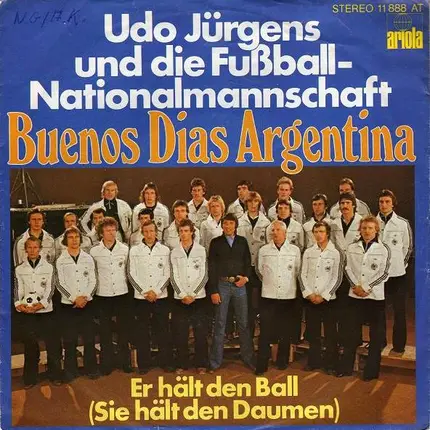 STEREO 11 888 AT
ariola
Udo Jürgens
und die Fußball-
Nationalmannschaft
Buenos Dias Argentina
Er hält den Ball
(Sie hält den Daumen)